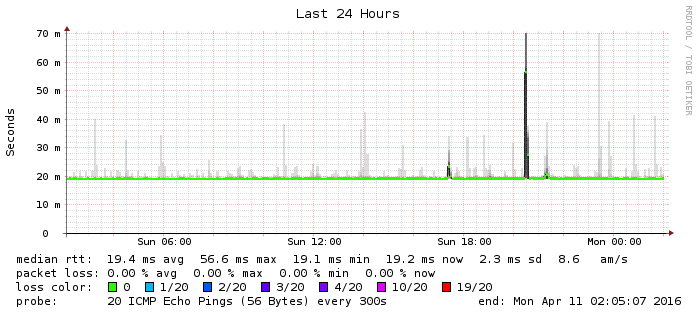 Last 24 Hours
RRDTOOL / TOBI OETIKER
70 m
60 m
50 m
40 m
30 m
20 m
10 m
0
Seconds
Sun 06:00 Sun 12:00 Sun 18:00 Mon 00:00
median rtt: 19.4 ms avg 56.6 ms max 19.1 ms min 19.2 ms now 2.3 ms sd 8.6 am/s
packet loss: 0.00 % avg 0.00 % max 0.00 % min 0.00 % now
loss color: 0 1/20 2/20 3/20 4/20 10/20 19/20
probe: 20 ICMP Echo Pings (56 Bytes) every 300s end: Mon Apr 11 02:05:07 2016